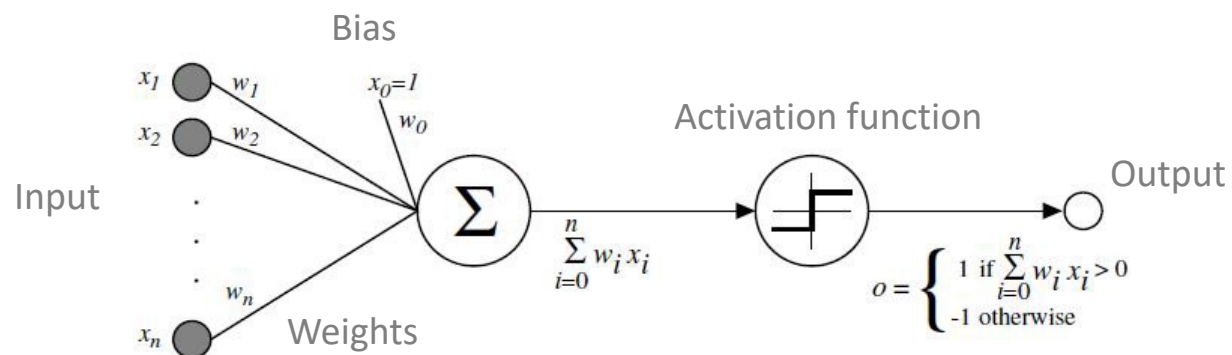 Bias
x₁
w₁
x₀=1
w₀
x₂
w₂
Activation function
Input
.
.
.
Σ
Output
n
Σ wᵢ xᵢ
i=0
n
o = { 1 if Σ wᵢ xᵢ > 0
i=0
-1 otherwise
wₙ
xₙ
Weights